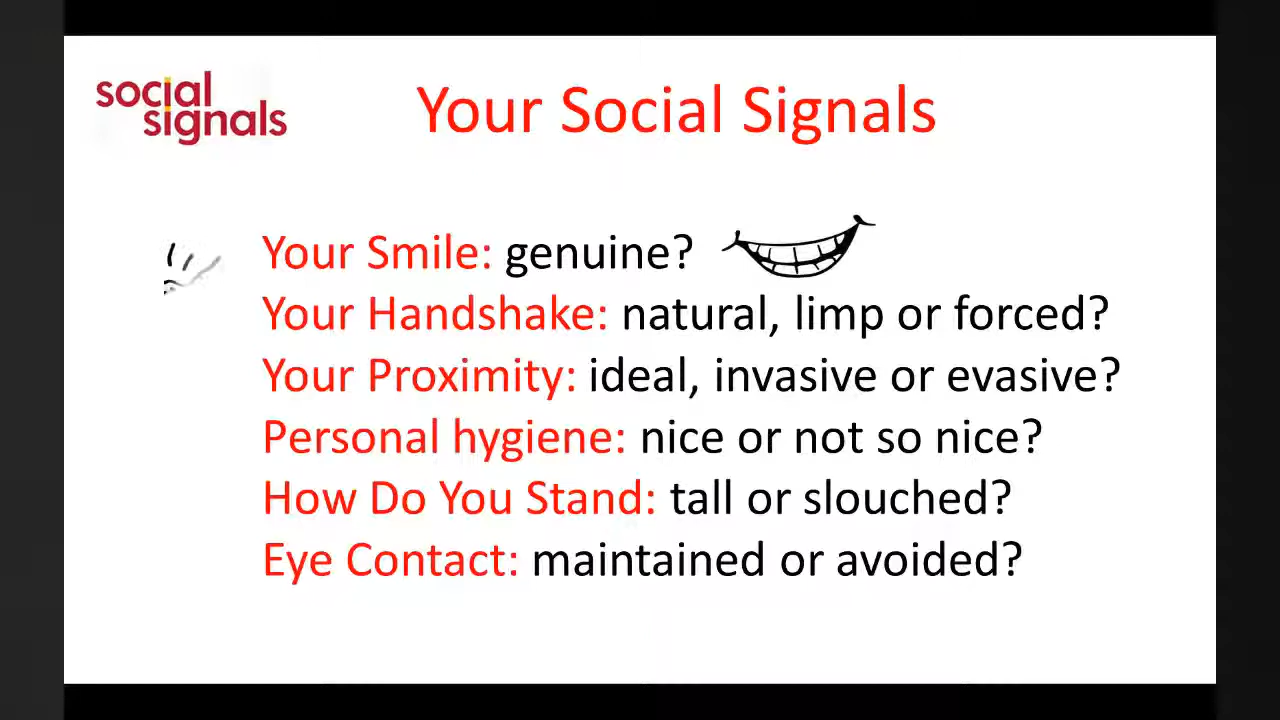 social
signals
Your Social Signals
Your Smile: genuine?
Your Handshake: natural, limp or forced?
Your Proximity: ideal, invasive or evasive?
Personal hygiene: nice or not so nice?
How Do You Stand: tall or slouched?
Eye Contact: maintained or avoided?